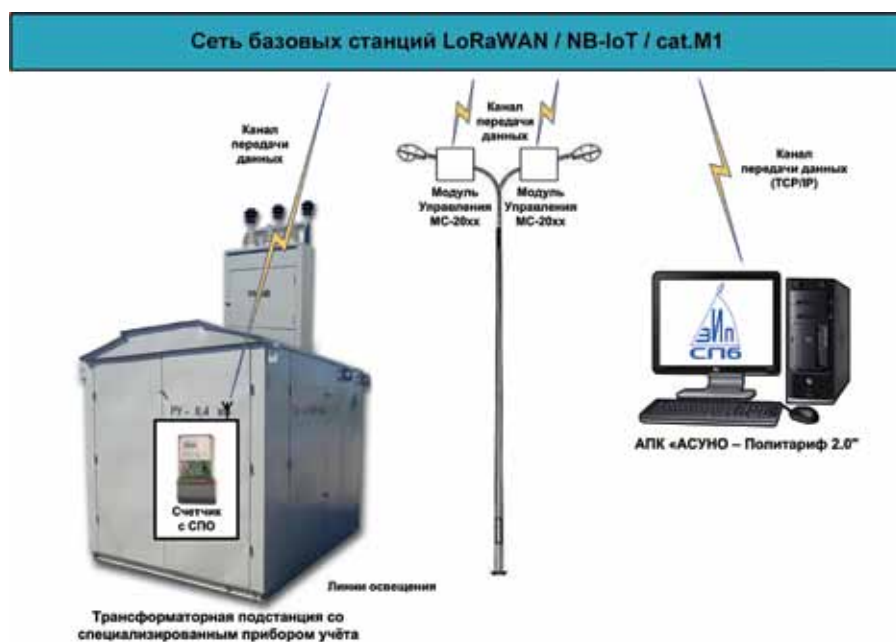 Сеть базовых станций LoRaWAN / NB-IoT / cat.M1
Канал
передачи
данных
Канал
передачи
данных
Канал
передачи данных
(TCP/IP)
Модуль
Управления
МС-20хх
Модуль
Управления
МС-20хх
ЗИП
СПб
РУ - 0,4
Счетчик
с СПО
АПК «АСУНО – Политариф 2.0"
Линии освещения
Трансформаторная подстанция со
специализированным прибором учёта